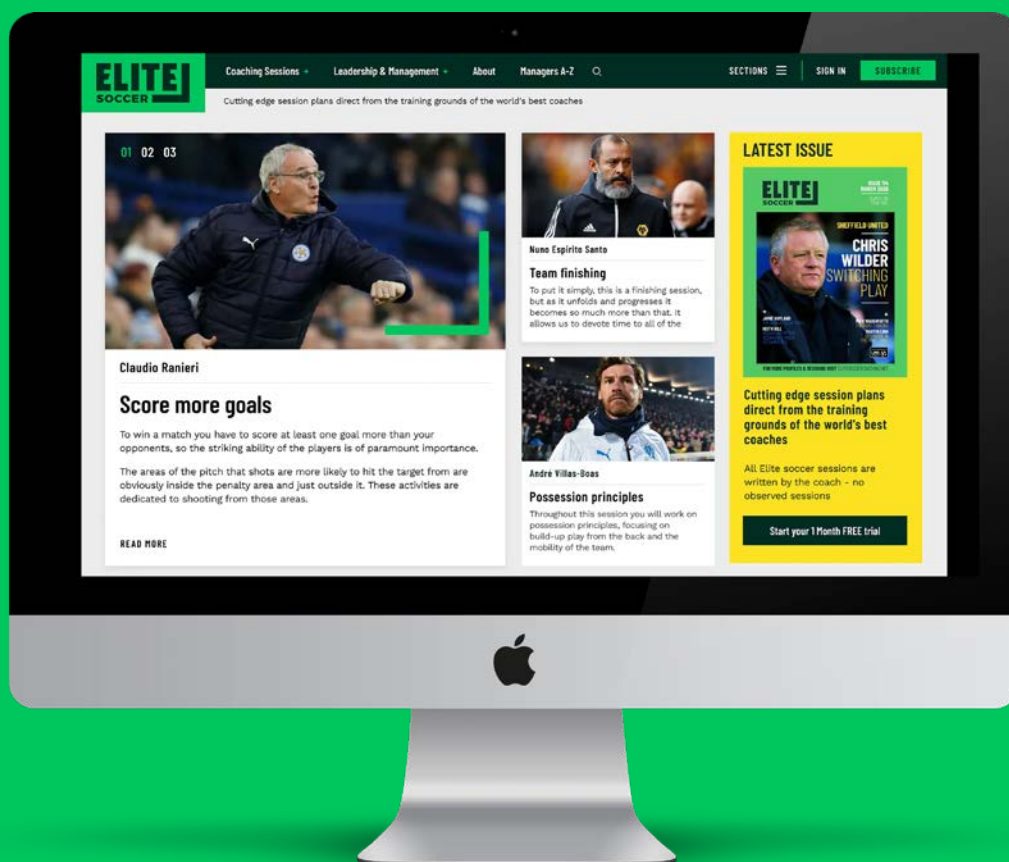 ELITE
SOCCER
Coaching Sessions +
Leadership & Management +
About
Managers A-Z
SECTIONS
SIGN IN
SUBSCRIBE
Cutting edge session plans direct from the training grounds of the world's best coaches
01 02 03
Claudio Ranieri
Score more goals
To win a match you have to score at least one goal more than your
opponents, so the striking ability of the players is of paramount importance.
The areas of the pitch that shots are more likely to hit the target from are
obviously inside the penalty area and just outside it. These activities are
dedicated to shooting from those areas.
READ MORE
Nuno Espirito Santo
Team finishing
To put it simply, this is a finishing session,
but as it unfolds and progresses it
becomes so much more than that. It
allows us to devote time to all of the
André Villas-Boas
Possession principles
Throughout this session you will work on
possession principles, focusing on
build-up play from the back and the
mobility of the team.
LATEST ISSUE
ELITE
SOCCER
SHEFFIELD UNITED
CHRIS
WILDER
SWITCHING
PLAY
Cutting edge session plans
direct from the training
grounds of the world's best
coaches
All Elite soccer sessions are
written by the coach - no
observed sessions
Start your 1 Month FREE trial